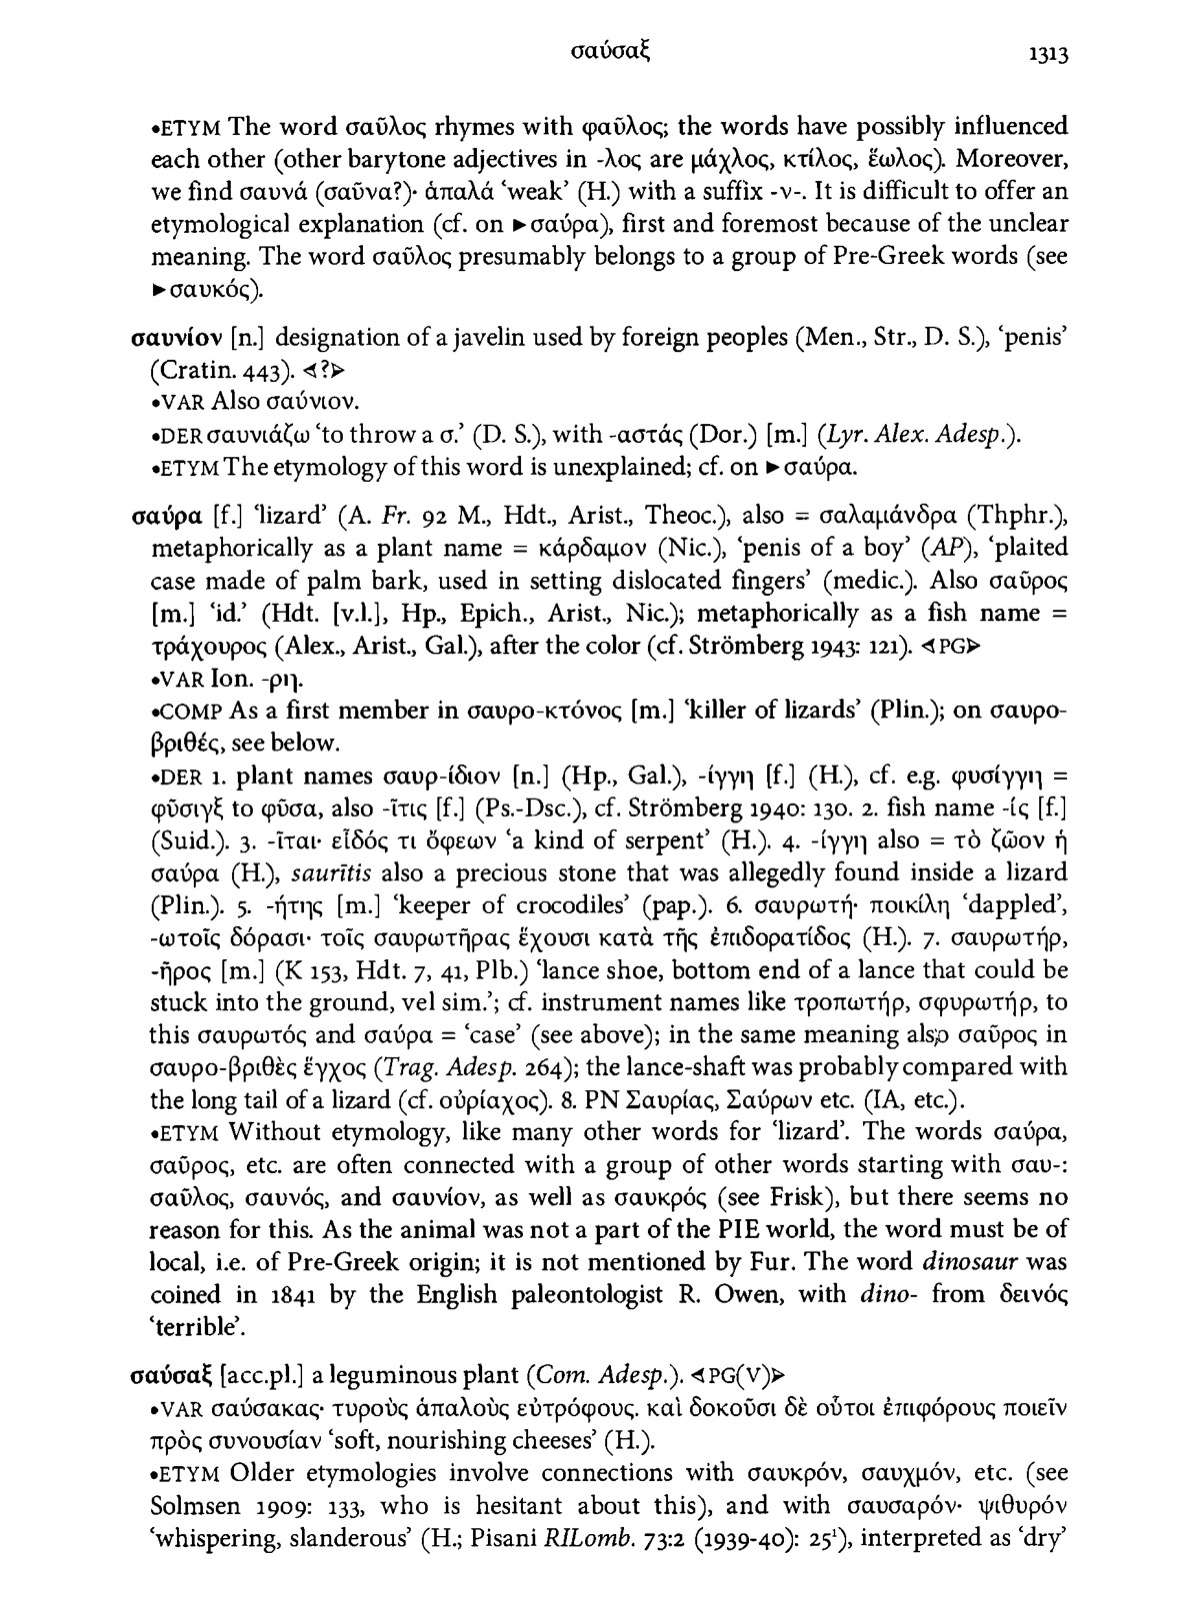 σαύσαξ
1313
•ETYM The word σαῦλος rhymes with φαῦλος; the words have possibly influenced
each other (other barytone adjectives in -λος are μάχλος, κτίλος, ἕωλος). Moreover,
we find σαυνά (σαῦνα?)· ἁπαλά ‘weak’ (H.) with a suffix -ν-. It is difficult to offer an
etymological explanation (cf. on ►σαύρα), first and foremost because of the unclear
meaning. The word σαῦλος presumably belongs to a group of Pre-Greek words (see
►σαυκός).
σαυνίον [n.] designation of a javelin used by foreign peoples (Men., Str., D. S.), ‘penis’
(Cratin. 443). ⊲?⊳
•VAR Also σαύνιον.
•DER σαυνιάζω ‘to throw a σ.’ (D. S.), with -αστάς (Dor.) [m.] (Lyr. Alex. Adesp.).
•ETYM The etymology of this word is unexplained; cf. on ►σαύρα.
σαύρα [f.] ‘lizard’ (A. Fr. 92 M., Hdt., Arist., Theoc.), also = σαλαμάνδρα (Thphr.),
metaphorically as a plant name = κάρδαμον (Nic.), ‘penis of a boy’ (AP), ‘plaited
case made of palm bark, used in setting dislocated fingers’ (medic.). Also σαῦρος
[m.] ‘id.’ (Hdt. [v.l.], Hp., Epich., Arist., Nic.); metaphorically as a fish name =
τράχουρος (Alex., Arist., Gal.), after the color (cf. Strömberg 1943: 121). ⊲PG⊳
•VAR Ion. -ρη.
•COMP As a first member in σαυρο-κτόνος [m.] ‘killer of lizards’ (Plin.); on σαυρο-
βριθές, see below.
•DER 1. plant names σαυρ-ίδιον [n.] (Hp., Gal.), -ίγγη [f.] (H.), cf. e.g. φυσίγγη =
φῦσιγξ to φῦσα, also -ῖτις [f.] (Ps.-Dsc.), cf. Strömberg 1940: 130. 2. fish name -ίς [f.]
(Suid.). 3. -ῖται· εἶδός τι ὄφεων ‘a kind of serpent’ (H.). 4. -ίγγη also = τὸ ζῶον ἡ
σαύρα (H.), saurītis also a precious stone that was allegedly found inside a lizard
(Plin.). 5. -ήτης [m.] ‘keeper of crocodiles’ (pap.). 6. σαυρωτή· ποικίλη ‘dappled’,
-ωτοῖς δόρασι· τοῖς σαυρωτῆρας ἔχουσι κατὰ τῆς ἐπιδορατίδος (H.). 7. σαυρωτήρ,
-ῆρος [m.] (K 153, Hdt. 7, 41, Plb.) ‘lance shoe, bottom end of a lance that could be
stuck into the ground, vel sim.’; cf. instrument names like τροπωτήρ, σφυρωτήρ, to
this σαυρωτός and σαύρα = ‘case’ (see above); in the same meaning also σαῦρος in
σαυρο-βριθὲς ἔγχος (Trag. Adesp. 264); the lance-shaft was probably compared with
the long tail of a lizard (cf. οὐρίαχος). 8. PN Σαυρίας, Σαύρων etc. (IA, etc.).
•ETYM Without etymology, like many other words for ‘lizard’. The words σαύρα,
σαῦρος, etc. are often connected with a group of other words starting with σαυ-:
σαῦλος, σαυνός, and σαυνίον, as well as σαυκρός (see Frisk), but there seems no
reason for this. As the animal was not a part of the PIE world, the word must be of
local, i.e. of Pre-Greek origin; it is not mentioned by Fur. The word dinosaur was
coined in 1841 by the English paleontologist R. Owen, with dino- from δεινός
‘terrible’.
σαύσαξ [acc.pl.] a leguminous plant (Com. Adesp.). ⊲PG(V)⊳
•VAR σαύσακας· τυροὺς ἁπαλοὺς εὐτρόφους. καὶ δοκοῦσι δὲ οὗτοι ἐπιφόρους ποιεῖν
πρὸς συνουσίαν ‘soft, nourishing cheeses’ (H.).
•ETYM Older etymologies involve connections with σαυκρόν, σαυχμόν, etc. (see
Solmsen 1909: 133, who is hesitant about this), and with σαυσαρόν· ψιθυρόν
‘whispering, slanderous’ (H.; Pisani RILomb. 73:2 (1939-40): 25¹), interpreted as ‘dry’